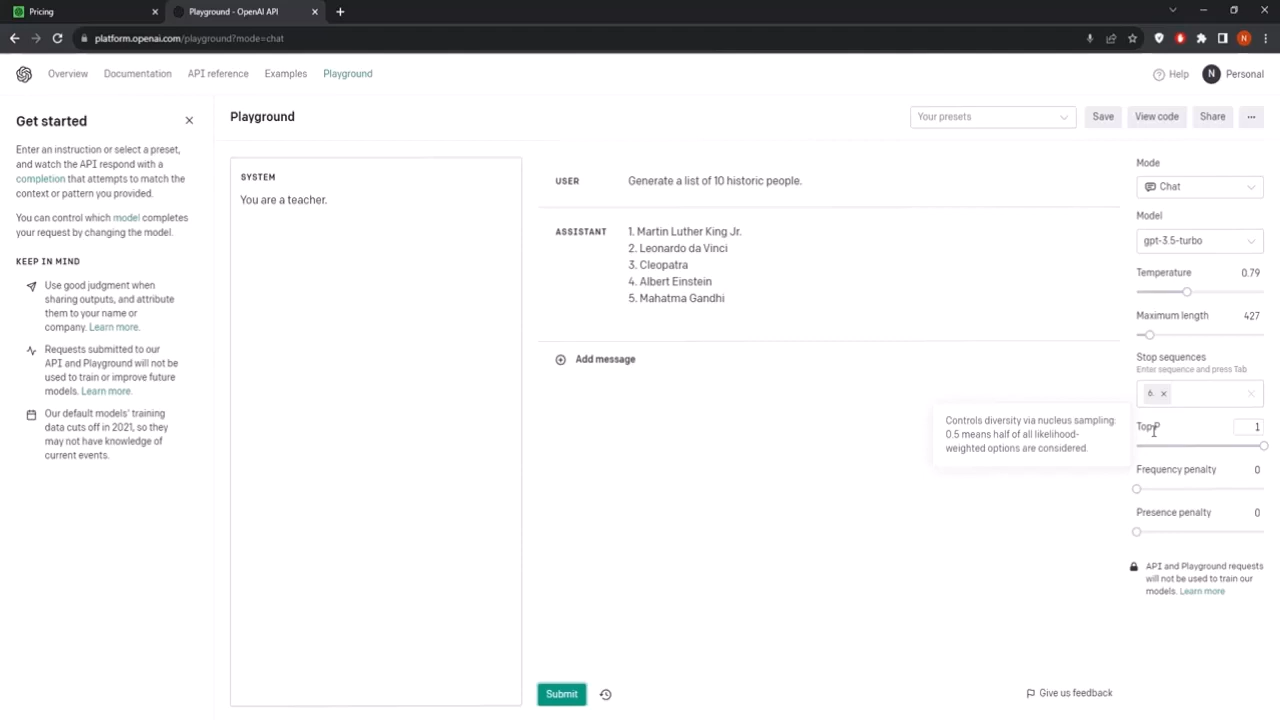 Pricing
Playground - OpenAI API
platform.openai.com/playground?mode=chat
N
Overview
Documentation
API reference
Examples
Playground
Help
N
Personal
Get started
Enter an instruction or select a preset,
and watch the API respond with a
completion that attempts to match the
context or pattern you provided.
You can control which model completes
your request by changing the model.
KEEP IN MIND
Use good judgment when
sharing outputs, and attribute
them to your name or
company. Learn more.
Requests submitted to our
API and Playground will not be
used to train or improve future
models. Learn more.
Our default models' training
data cuts off in 2021, so they
may not have knowledge of
current events.
Playground
Your presets
Save
View code
Share
...
SYSTEM
You are a teacher.
USER
Generate a list of 10 historic people.
ASSISTANT
1. Martin Luther King Jr.
2. Leonardo da Vinci
3. Cleopatra
4. Albert Einstein
5. Mahatma Gandhi
Add message
Submit
Give us feedback
Controls diversity via nucleus sampling:
0.5 means half of all likelihood-
weighted options are considered.
Mode
Chat
Model
gpt-3.5-turbo
Temperature 0.79
Maximum length 427
Stop sequences
Enter sequence and press Tab
6.
Top P 1
Frequency penalty 0
Presence penalty 0
API and Playground requests
will not be used to train our
models. Learn more